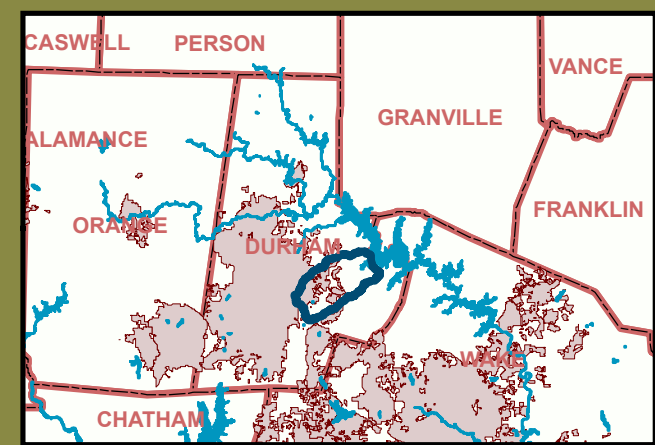 CASWELL
PERSON
VANCE
GRANVILLE
ALAMANCE
FRANKLIN
ORANGE
DURHAM
WAKE
CHATHAM